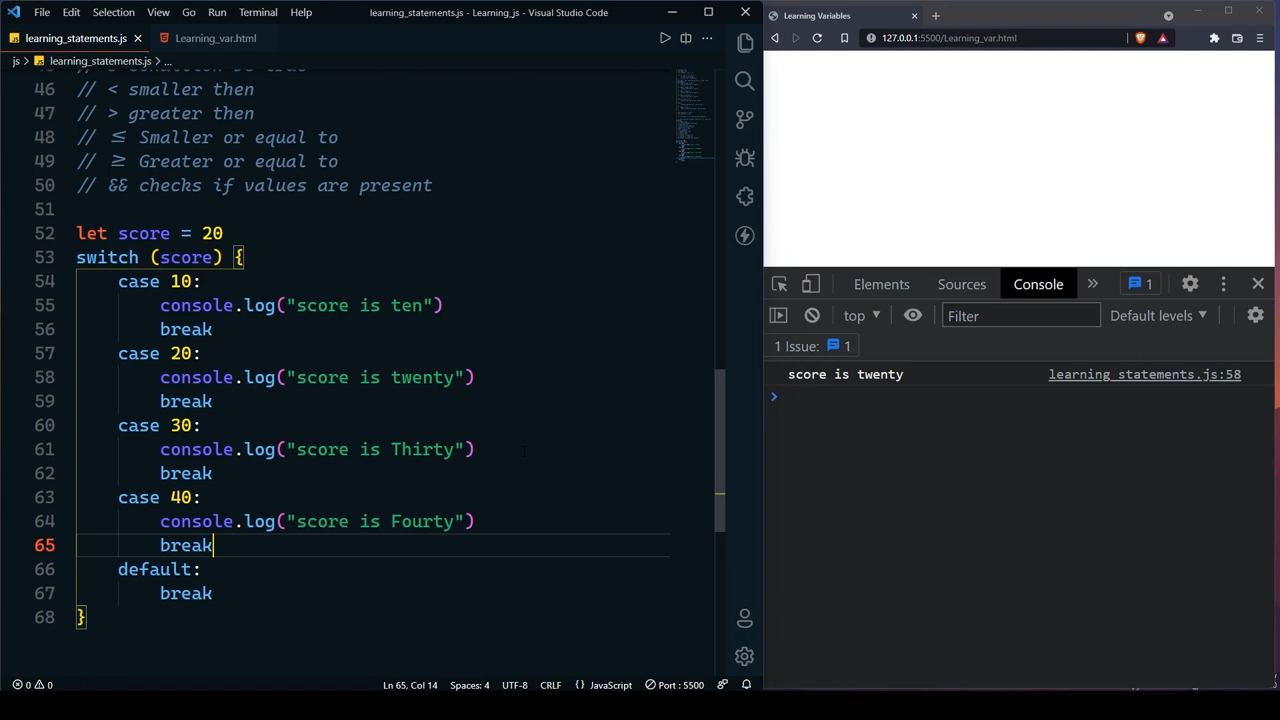 File Edit Selection View Go Run Terminal Help learning_statements.js - Learning_js - Visual Studio Code
learning_statements.js Learning_var.html
js > learning_statements.js > ...
46 // < smaller then
47 // > greater then
48 // ≤ Smaller or equal to
49 // ≥ Greater or equal to
50 // && checks if values are present
51
52 let score = 20
53 switch (score) {
54 case 10:
55 console.log("score is ten")
56 break
57 case 20:
58 console.log("score is twenty")
59 break
60 case 30:
61 console.log("score is Thirty")
62 break
63 case 40:
64 console.log("score is Fourty")
65 break
66 default:
67 break
68 }
0 0 Ln 65, Col 14 Spaces: 4 UTF-8 CRLF {} JavaScript Port : 5500
Learning Variables
127.0.0.1:5500/Learning_var.html
Elements Sources Console » 1
top Filter Default levels
1 Issue: 1
score is twenty learning_statements.js:58
>